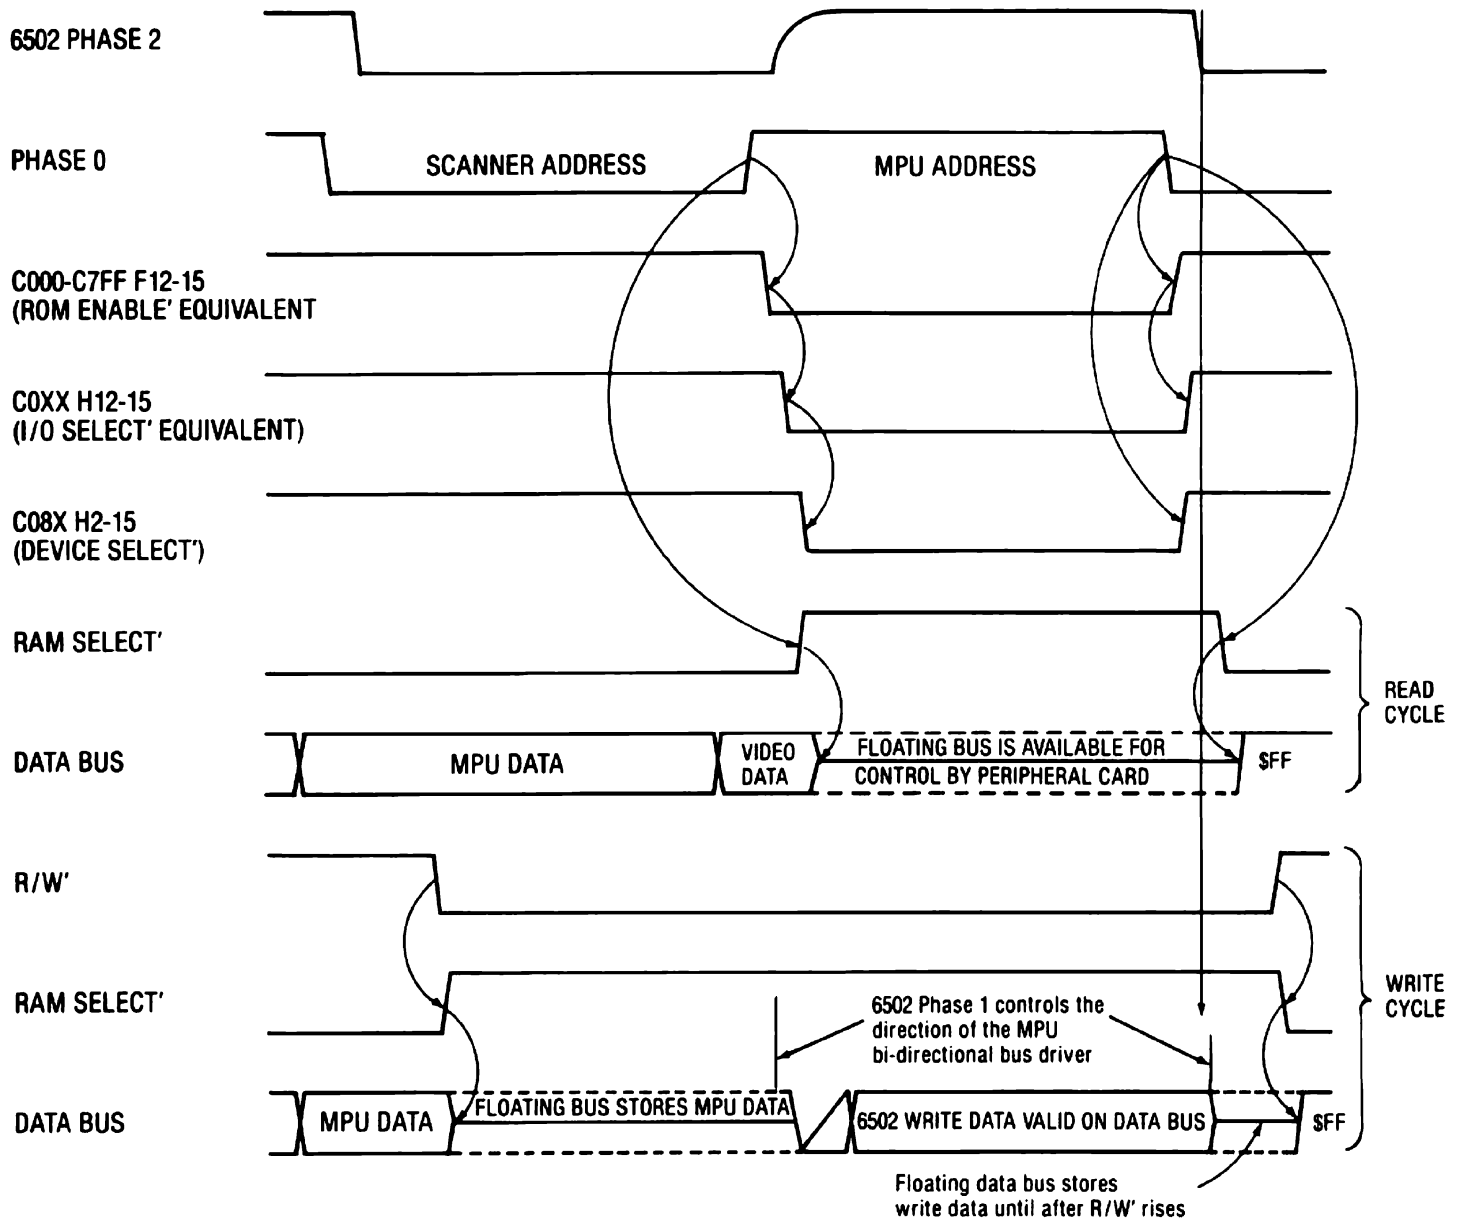 6502 PHASE 2
PHASE 0
SCANNER ADDRESS
MPU ADDRESS
C000-C7FF F12-15
(ROM ENABLE' EQUIVALENT
C0XX H12-15
(I/O SELECT' EQUIVALENT)
C08X H2-15
(DEVICE SELECT')
RAM SELECT'
READ
CYCLE
DATA BUS
MPU DATA
VIDEO
DATA
FLOATING BUS IS AVAILABLE FOR
CONTROL BY PERIPHERAL CARD
$FF
R/W'
RAM SELECT'
6502 Phase 1 controls the
direction of the MPU
bi-directional bus driver
WRITE
CYCLE
DATA BUS
MPU DATA
FLOATING BUS STORES MPU DATA
6502 WRITE DATA VALID ON DATA BUS
$FF
Floating data bus stores
write data until after R/W' rises